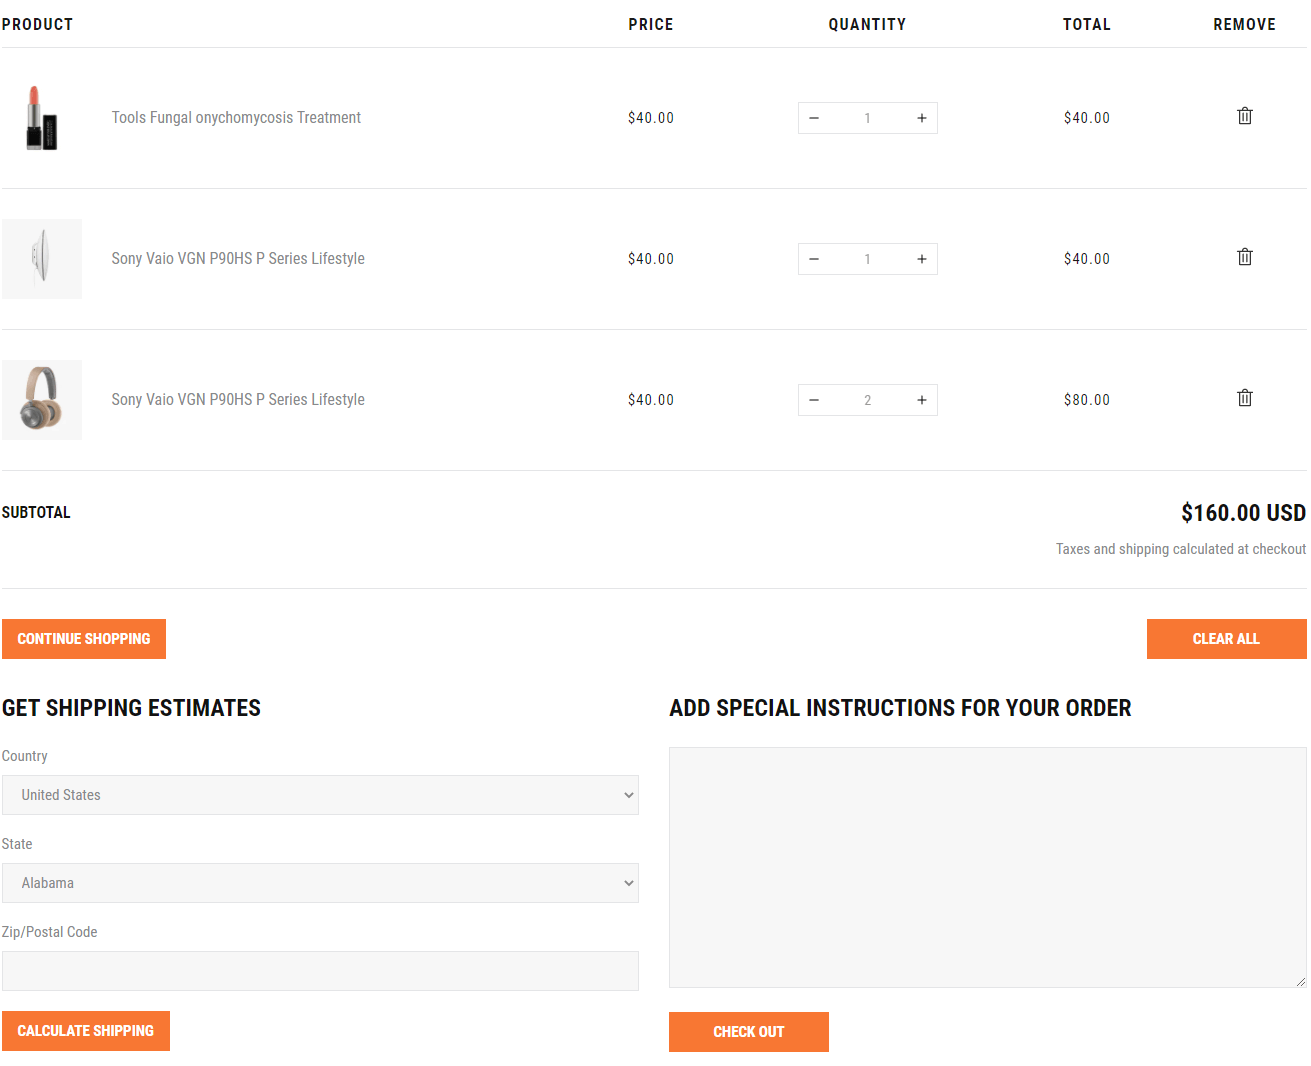 PRODUCT PRICE QUANTITY TOTAL REMOVE
Tools Fungal onychomycosis Treatment $40.00 − 1 + $40.00
Sony Vaio VGN P90HS P Series Lifestyle $40.00 − 1 + $40.00
Sony Vaio VGN P90HS P Series Lifestyle $40.00 − 2 + $80.00
SUBTOTAL $160.00 USD
Taxes and shipping calculated at checkout
CONTINUE SHOPPING CLEAR ALL
GET SHIPPING ESTIMATES
Country
United States
State
Alabama
Zip/Postal Code
CALCULATE SHIPPING
ADD SPECIAL INSTRUCTIONS FOR YOUR ORDER
CHECK OUT